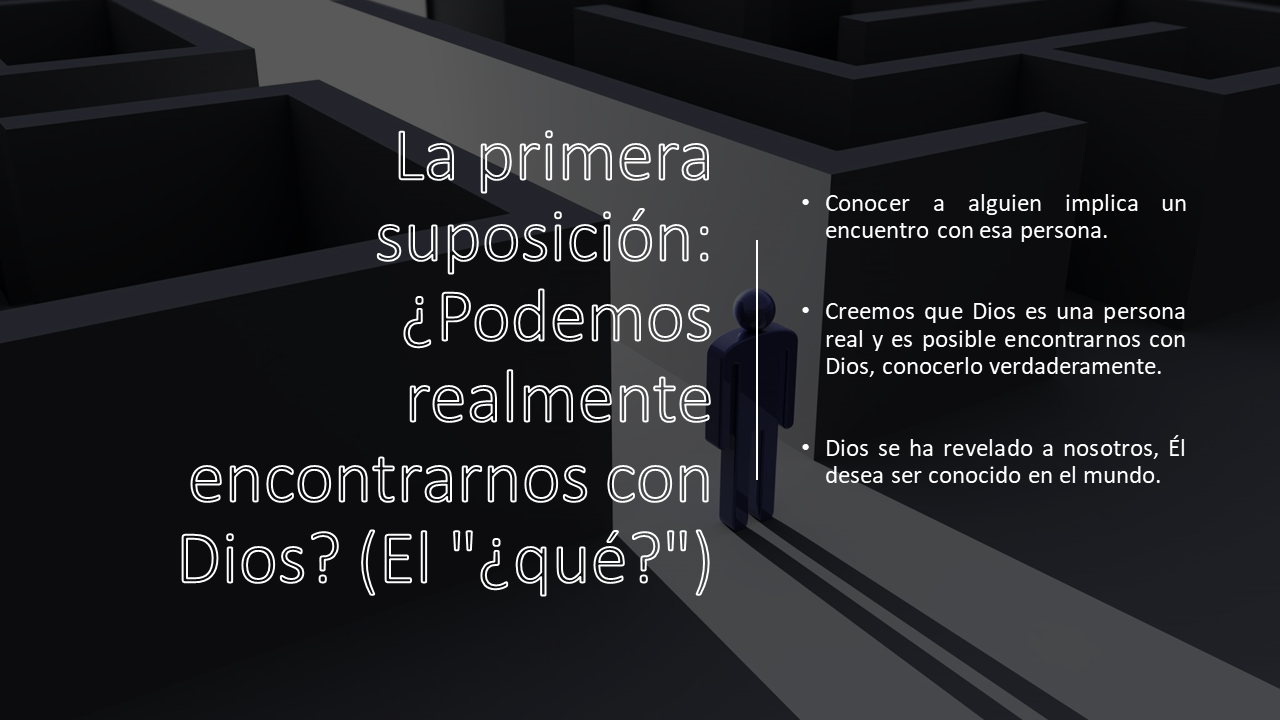 La primera
suposición:
¿Podemos
realmente
encontrarnos con
Dios? (El "¿qué?")
• Conocer a alguien implica un
encuentro con esa persona.
• Creemos que Dios es una persona
real y es posible encontrarnos con
Dios, conocerlo verdaderamente.
• Dios se ha revelado a nosotros, Él
desea ser conocido en el mundo.